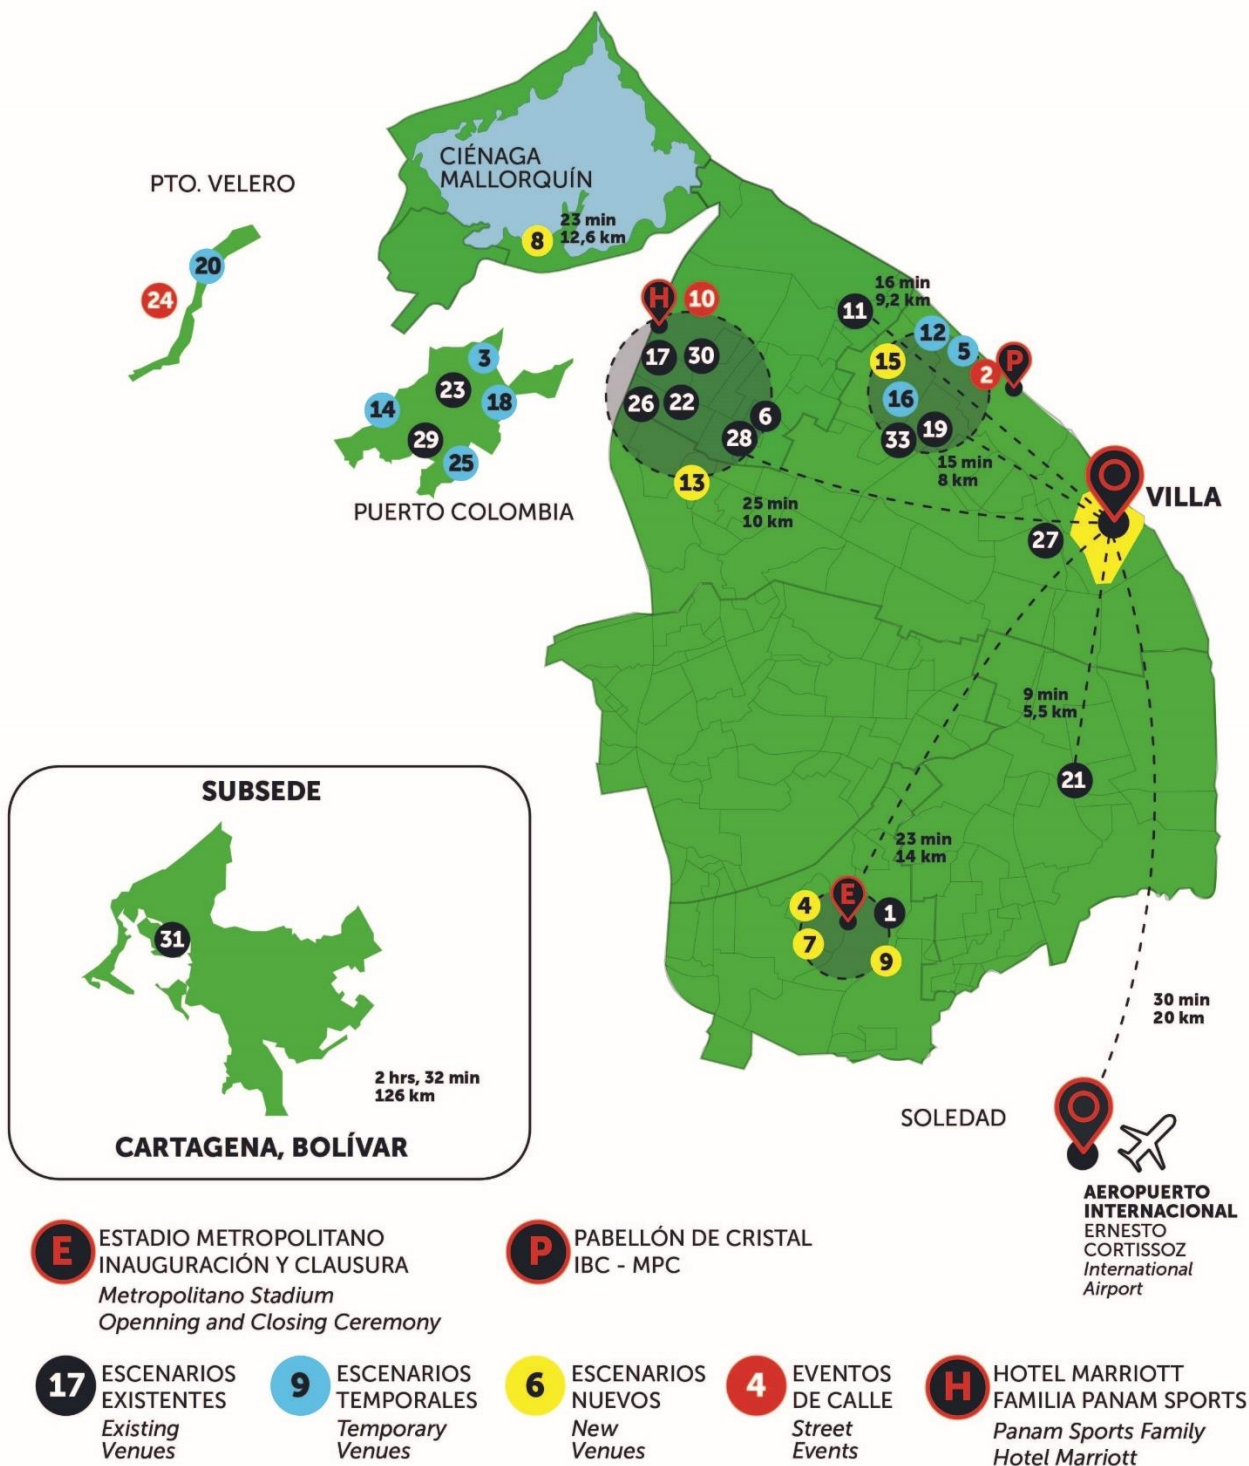 CIÉNAGA
MALLORQUÍN
PTO. VELERO
23 min
12,6 km
8
20
24
H
10
16 min
9,2 km
11
12
5
15
2
P
17
30
3
23
18
14
26
22
16
6
28
33
19
29
25
15 min
8 km
13
PUERTO COLOMBIA
25 min
10 km
VILLA
27
9 min
5,5 km
21
SUBSEDE
31
2 hrs, 32 min
126 km
CARTAGENA, BOLÍVAR
23 min
14 km
E
4
1
7
9
30 min
20 km
SOLEDAD
AEROPUERTO
INTERNACIONAL
ERNESTO
CORTISSOZ
International
Airport
E
ESTADIO METROPOLITANO
INAUGURACIÓN Y CLAUSURA
Metropolitano Stadium
Openning and Closing Ceremony
P
PABELLÓN DE CRISTAL
IBC - MPC
17
ESCENARIOS
EXISTENTES
Existing
Venues
9
ESCENARIOS
TEMPORALES
Temporary
Venues
6
ESCENARIOS
NUEVOS
New
Venues
4
EVENTOS
DE CALLE
Street
Events
H
HOTEL MARRIOTT
FAMILIA PANAM SPORTS
Panam Sports Family
Hotel Marriott